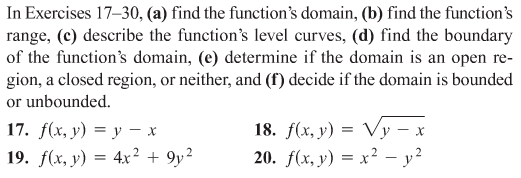 In Exercises 17–30, (a) find the function's domain, (b) find the function's
range, (c) describe the function's level curves, (d) find the boundary
of the function's domain, (e) determine if the domain is an open re-
gion, a closed region, or neither, and (f) decide if the domain is bounded
or unbounded.
17. f(x, y) = y − x 18. f(x, y) = √(y − x)
19. f(x, y) = 4x² + 9y² 20. f(x, y) = x² − y²